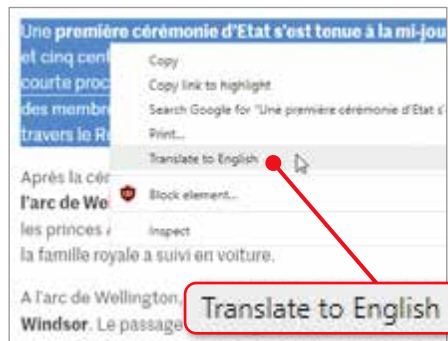 Une première cérémonie d'Etat s'est tenue à la mi-jou
et cinq cent
courte proc
des membre
travers le R
Copy
Copy link to highlight
Search Google for "Une première cérémonie d'Etat s'
Print...
Translate to English
Block element...
Inspect
Après la cér
l'arc de We
les princes
la famille royale a suivi en voiture.
A l'arc de Wellington,
Windsor. Le passage
Translate to English